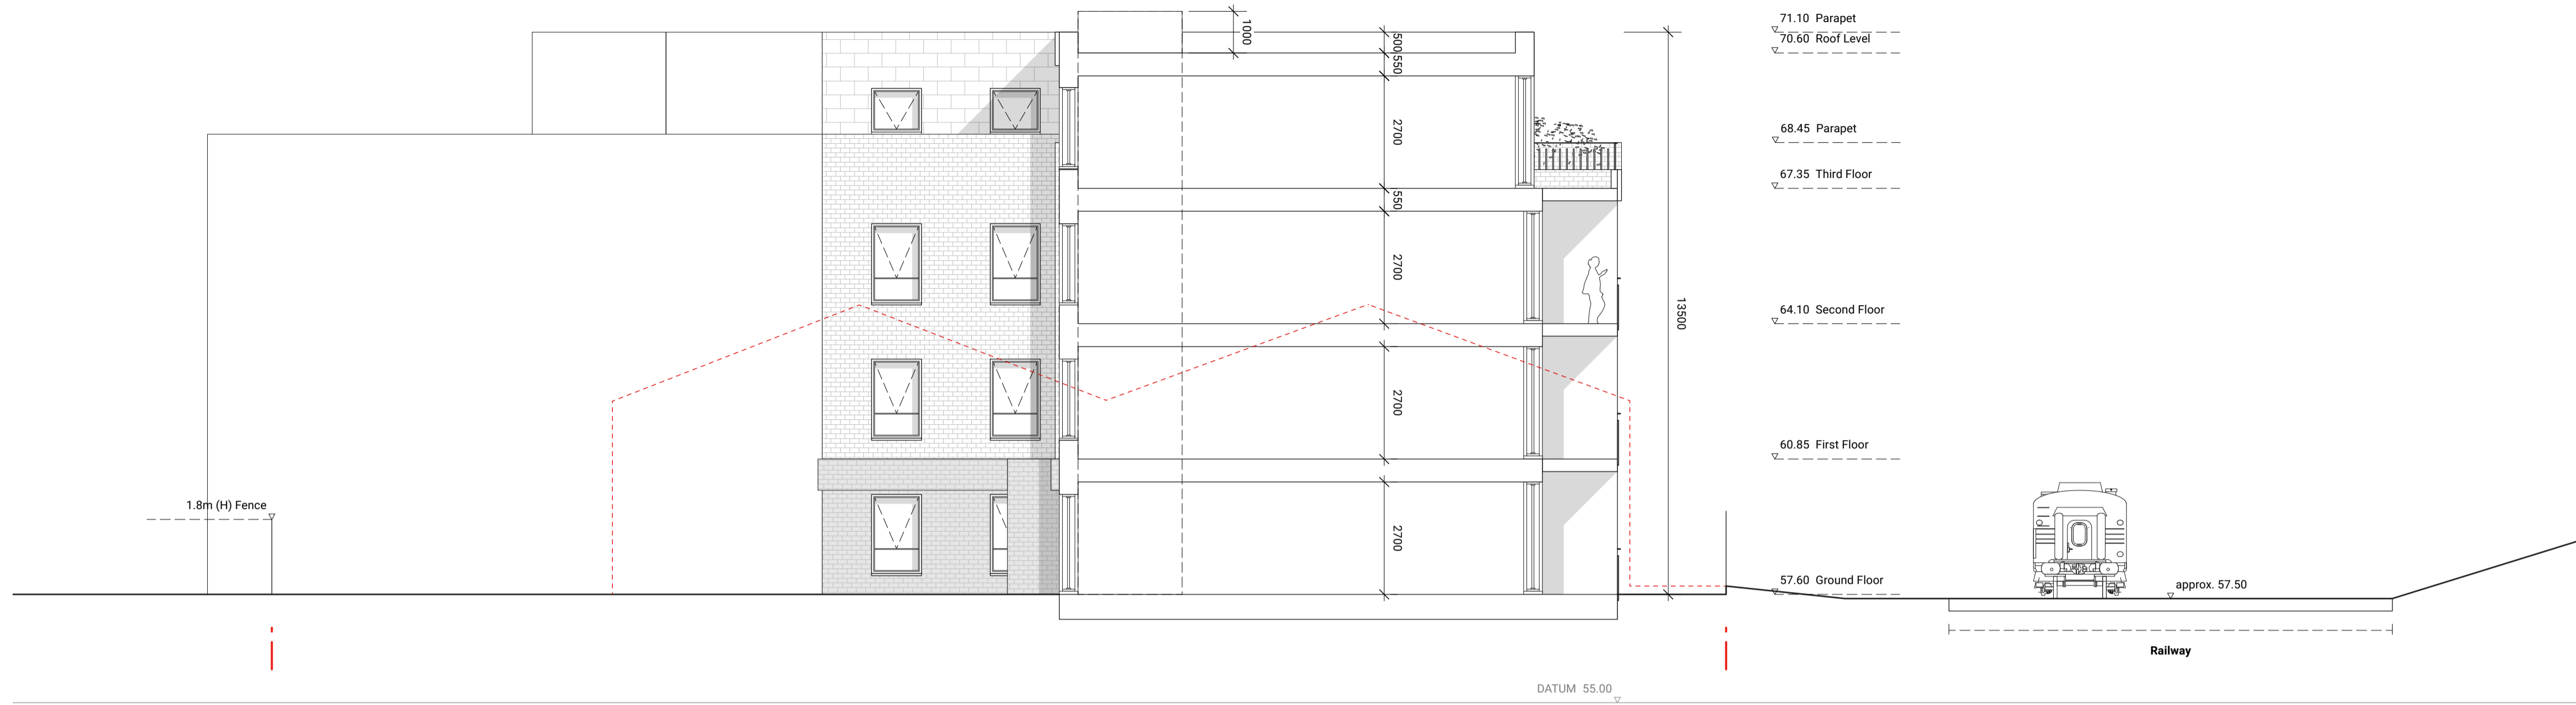 1000
500
550
2700
550
2700
2700
2700
13500
71.10 Parapet
70.60 Roof Level
68.45 Parapet
67.35 Third Floor
64.10 Second Floor
60.85 First Floor
57.60 Ground Floor
1.8m (H) Fence
approx. 57.50
Railway
DATUM 55.00